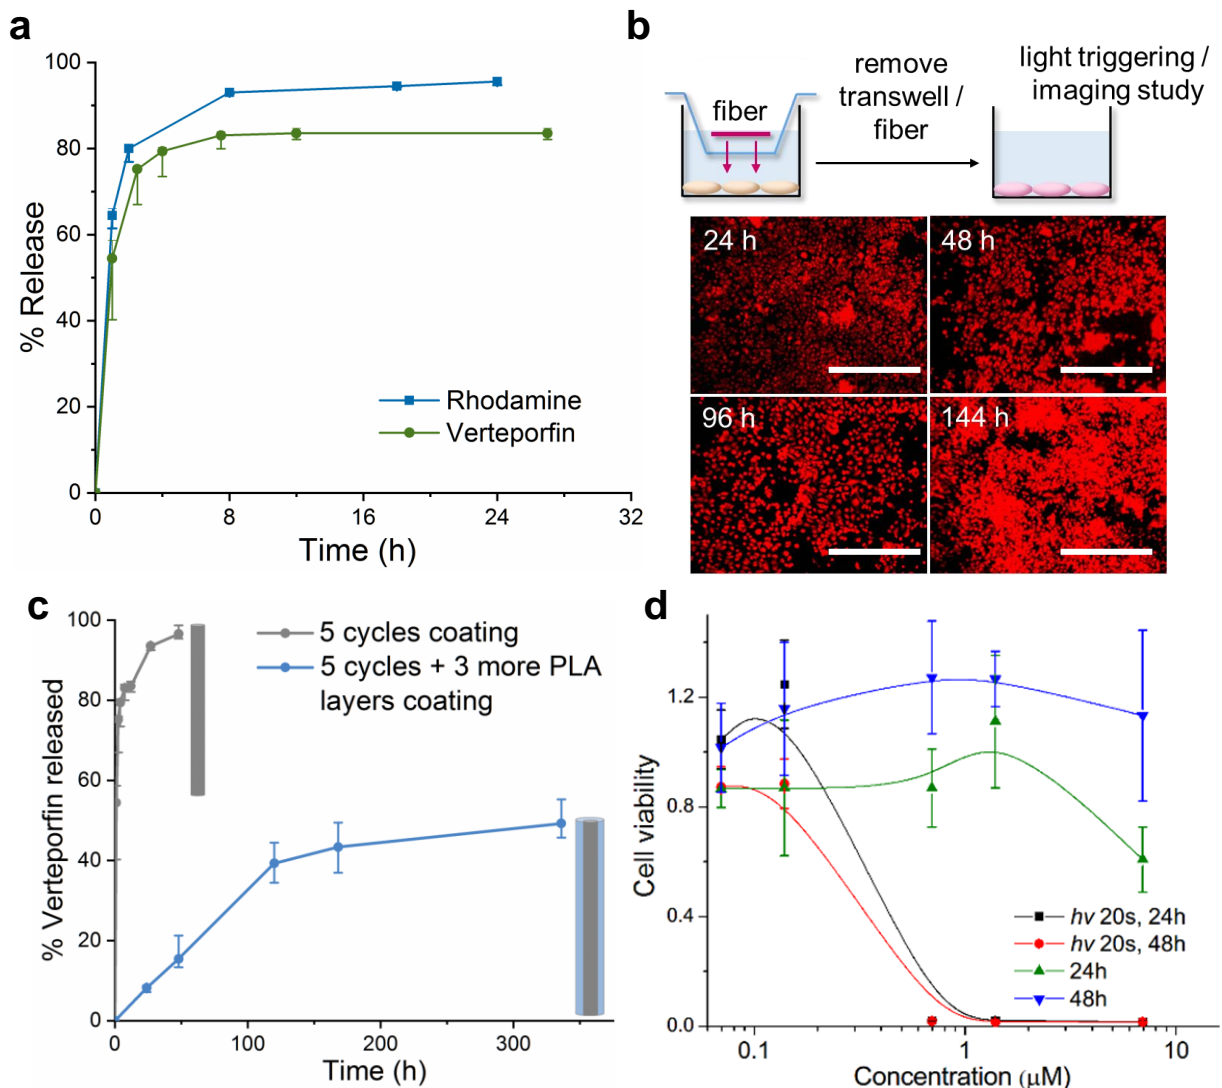 a
100
80
60
40
20
0
% Release
Rhodamine
Verteporfin
0 8 16 24 32
Time (h)
b
fiber
remove
transwell /
fiber
light triggering /
imaging study
24 h
48 h
96 h
144 h
c
100
80
60
40
20
0
% Verteporfin released
5 cycles coating
5 cycles + 3 more PLA
layers coating
0 100 200 300
Time (h)
d
1.2
0.8
0.4
0.0
Cell viability
hv 20s, 24h
hv 20s, 48h
24h
48h
0.1 1 10
Concentration (μM)